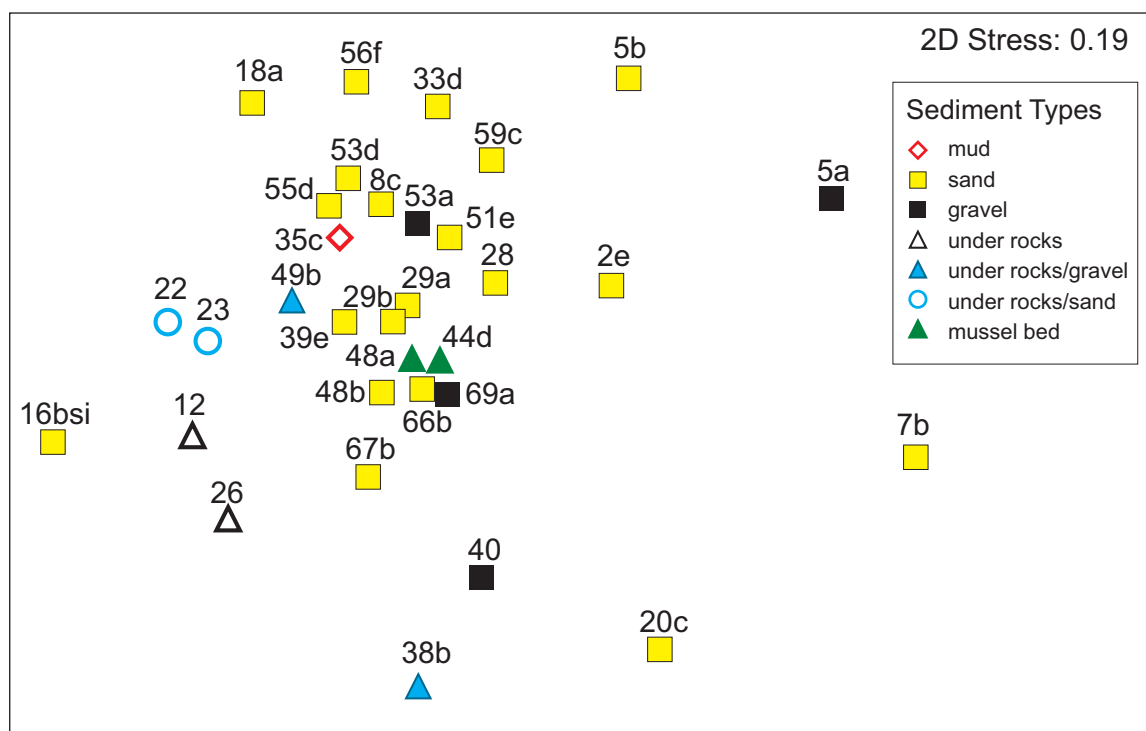 2D Stress: 0.19
5b
56f
18a
33d
59c
53d
8c
55d
53a
51e
35c
5a
Sediment Types
mud
sand
gravel
under rocks
under rocks/gravel
under rocks/sand
mussel bed
28
2e
49b
29a
22
23
29b
39e
44d
48a
48b
69a
66b
16bsi
12
7b
67b
26
40
20c
38b